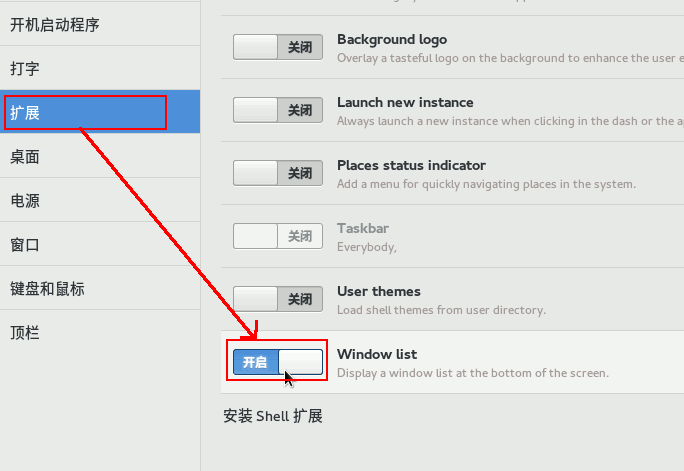 开机启动程序
打字
扩展
桌面
电源
窗口
键盘和鼠标
顶栏
关闭
Background logo
Overlay a tasteful logo on the background to enhance the user e
关闭
Launch new instance
Always launch a new instance when clicking in the dash or the a
关闭
Places status indicator
Add a menu for quickly navigating places in the system.
关闭
Taskbar
Everybody,
关闭
User themes
Load shell themes from user directory.
开启
Window list
Display a window list at the bottom of the screen.
安装 Shell 扩展